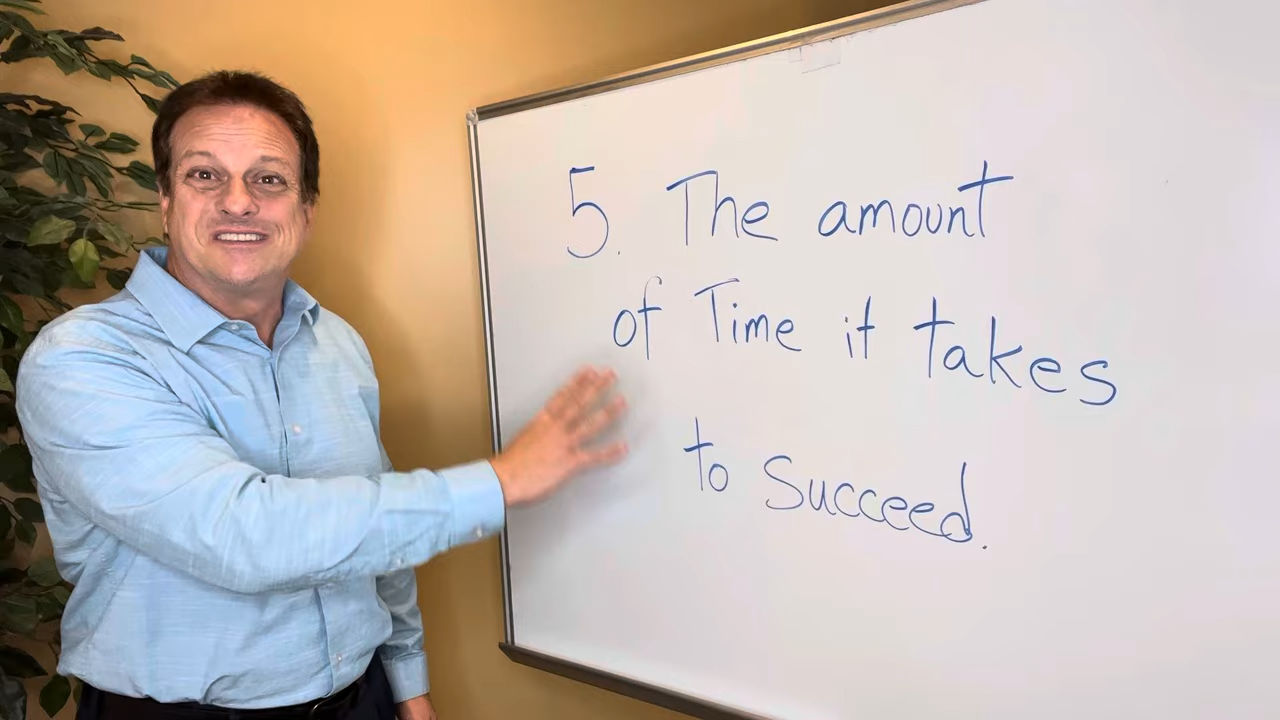 5. The amount
of Time it takes
to Succeed.